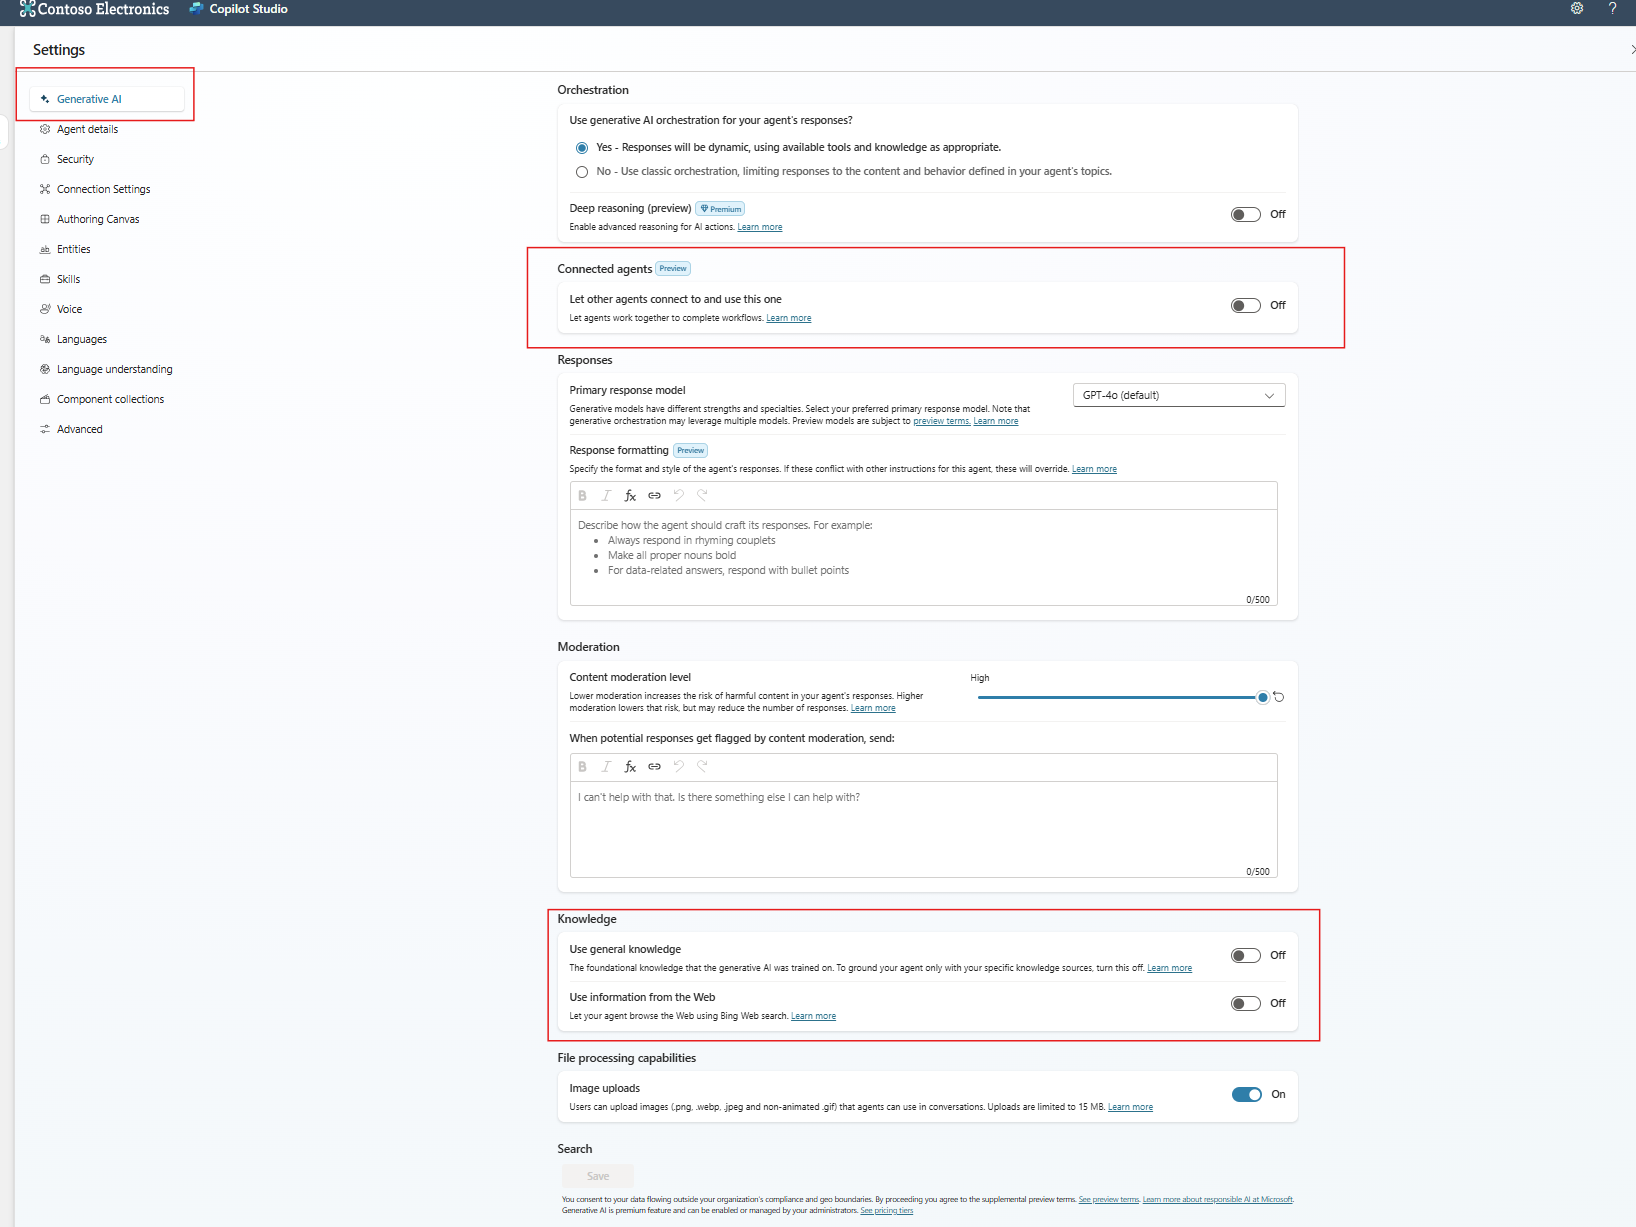 Contoso Electronics Copilot Studio ?
Settings
Generative AI
Agent details
Security
Connection Settings
Authoring Canvas
Entities
Skills
Voice
Languages
Language understanding
Component collections
Advanced
Orchestration
Use generative AI orchestration for your agent's responses?
Yes - Responses will be dynamic, using available tools and knowledge as appropriate.
No - Use classic orchestration, limiting responses to the content and behavior defined in your agent's topics.
Deep reasoning (preview) Premium
Off
Enable advanced reasoning for AI actions. Learn more
Connected agents Preview
Let other agents connect to and use this one
Off
Let agents work together to complete workflows. Learn more
Responses
Primary response model
GPT-4o (default)
Generative models have different strengths and specialties. Select your preferred primary response model. Note that
generative orchestration may leverage multiple models. Preview models are subject to preview terms. Learn more
Response formatting Preview
Specify the format and style of the agent's responses. If these conflict with other instructions for this agent, these will override. Learn more
B I fx
Describe how the agent should craft its responses. For example:
• Always respond in rhyming couplets
• Make all proper nouns bold
• For data-related answers, respond with bullet points
0/500
Moderation
Content moderation level
High
Lower moderation increases the risk of harmful content in your agent's responses. Higher
moderation lowers that risk, but may reduce the number of responses. Learn more
When potential responses get flagged by content moderation, send:
B I fx
I can't help with that. Is there something else I can help with?
0/500
Knowledge
Use general knowledge
Off
The foundational knowledge that the generative AI was trained on. To ground your agent only with your specific knowledge sources, turn this off. Learn more
Use information from the Web
Off
Let your agent browse the Web using Bing Web search. Learn more
File processing capabilities
Image uploads
On
Users can upload images (.png, .webp, .jpeg and non-animated .gif) that agents can use in conversations. Uploads are limited to 15 MB. Learn more
Search
Save
You consent to your data flowing outside your organization's compliance and geo boundaries. By proceeding you agree to the supplemental preview terms. See preview terms. Learn more about responsible AI at Microsoft.
Generative AI is premium feature and can be enabled or managed by your administrators. See pricing tiers